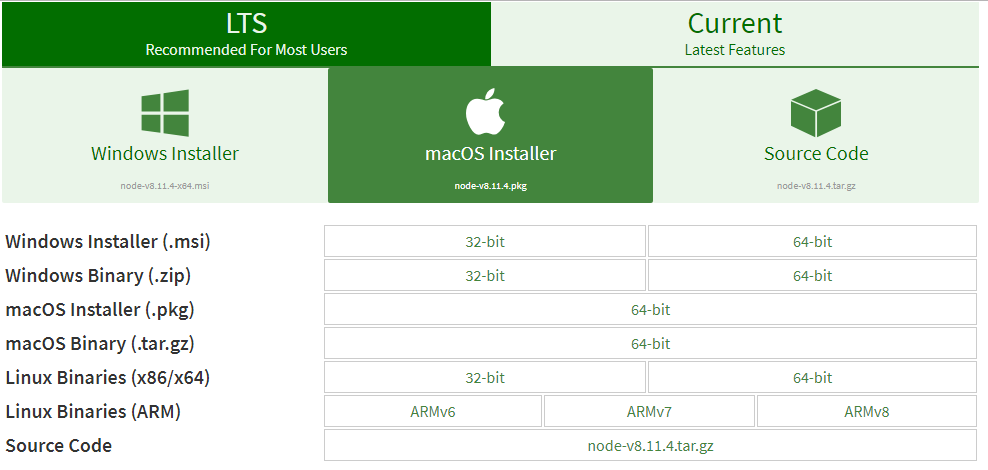 LTS
Recommended For Most Users
Current
Latest Features
Windows Installer
node-v8.11.4-x64.msi
macOS Installer
node-v8.11.4.pkg
Source Code
node-v8.11.4.tar.gz
Windows Installer (.msi) 32-bit 64-bit
Windows Binary (.zip) 32-bit 64-bit
macOS Installer (.pkg) 64-bit
macOS Binary (.tar.gz) 64-bit
Linux Binaries (x86/x64) 32-bit 64-bit
Linux Binaries (ARM) ARMv6 ARMv7 ARMv8
Source Code node-v8.11.4.tar.gz